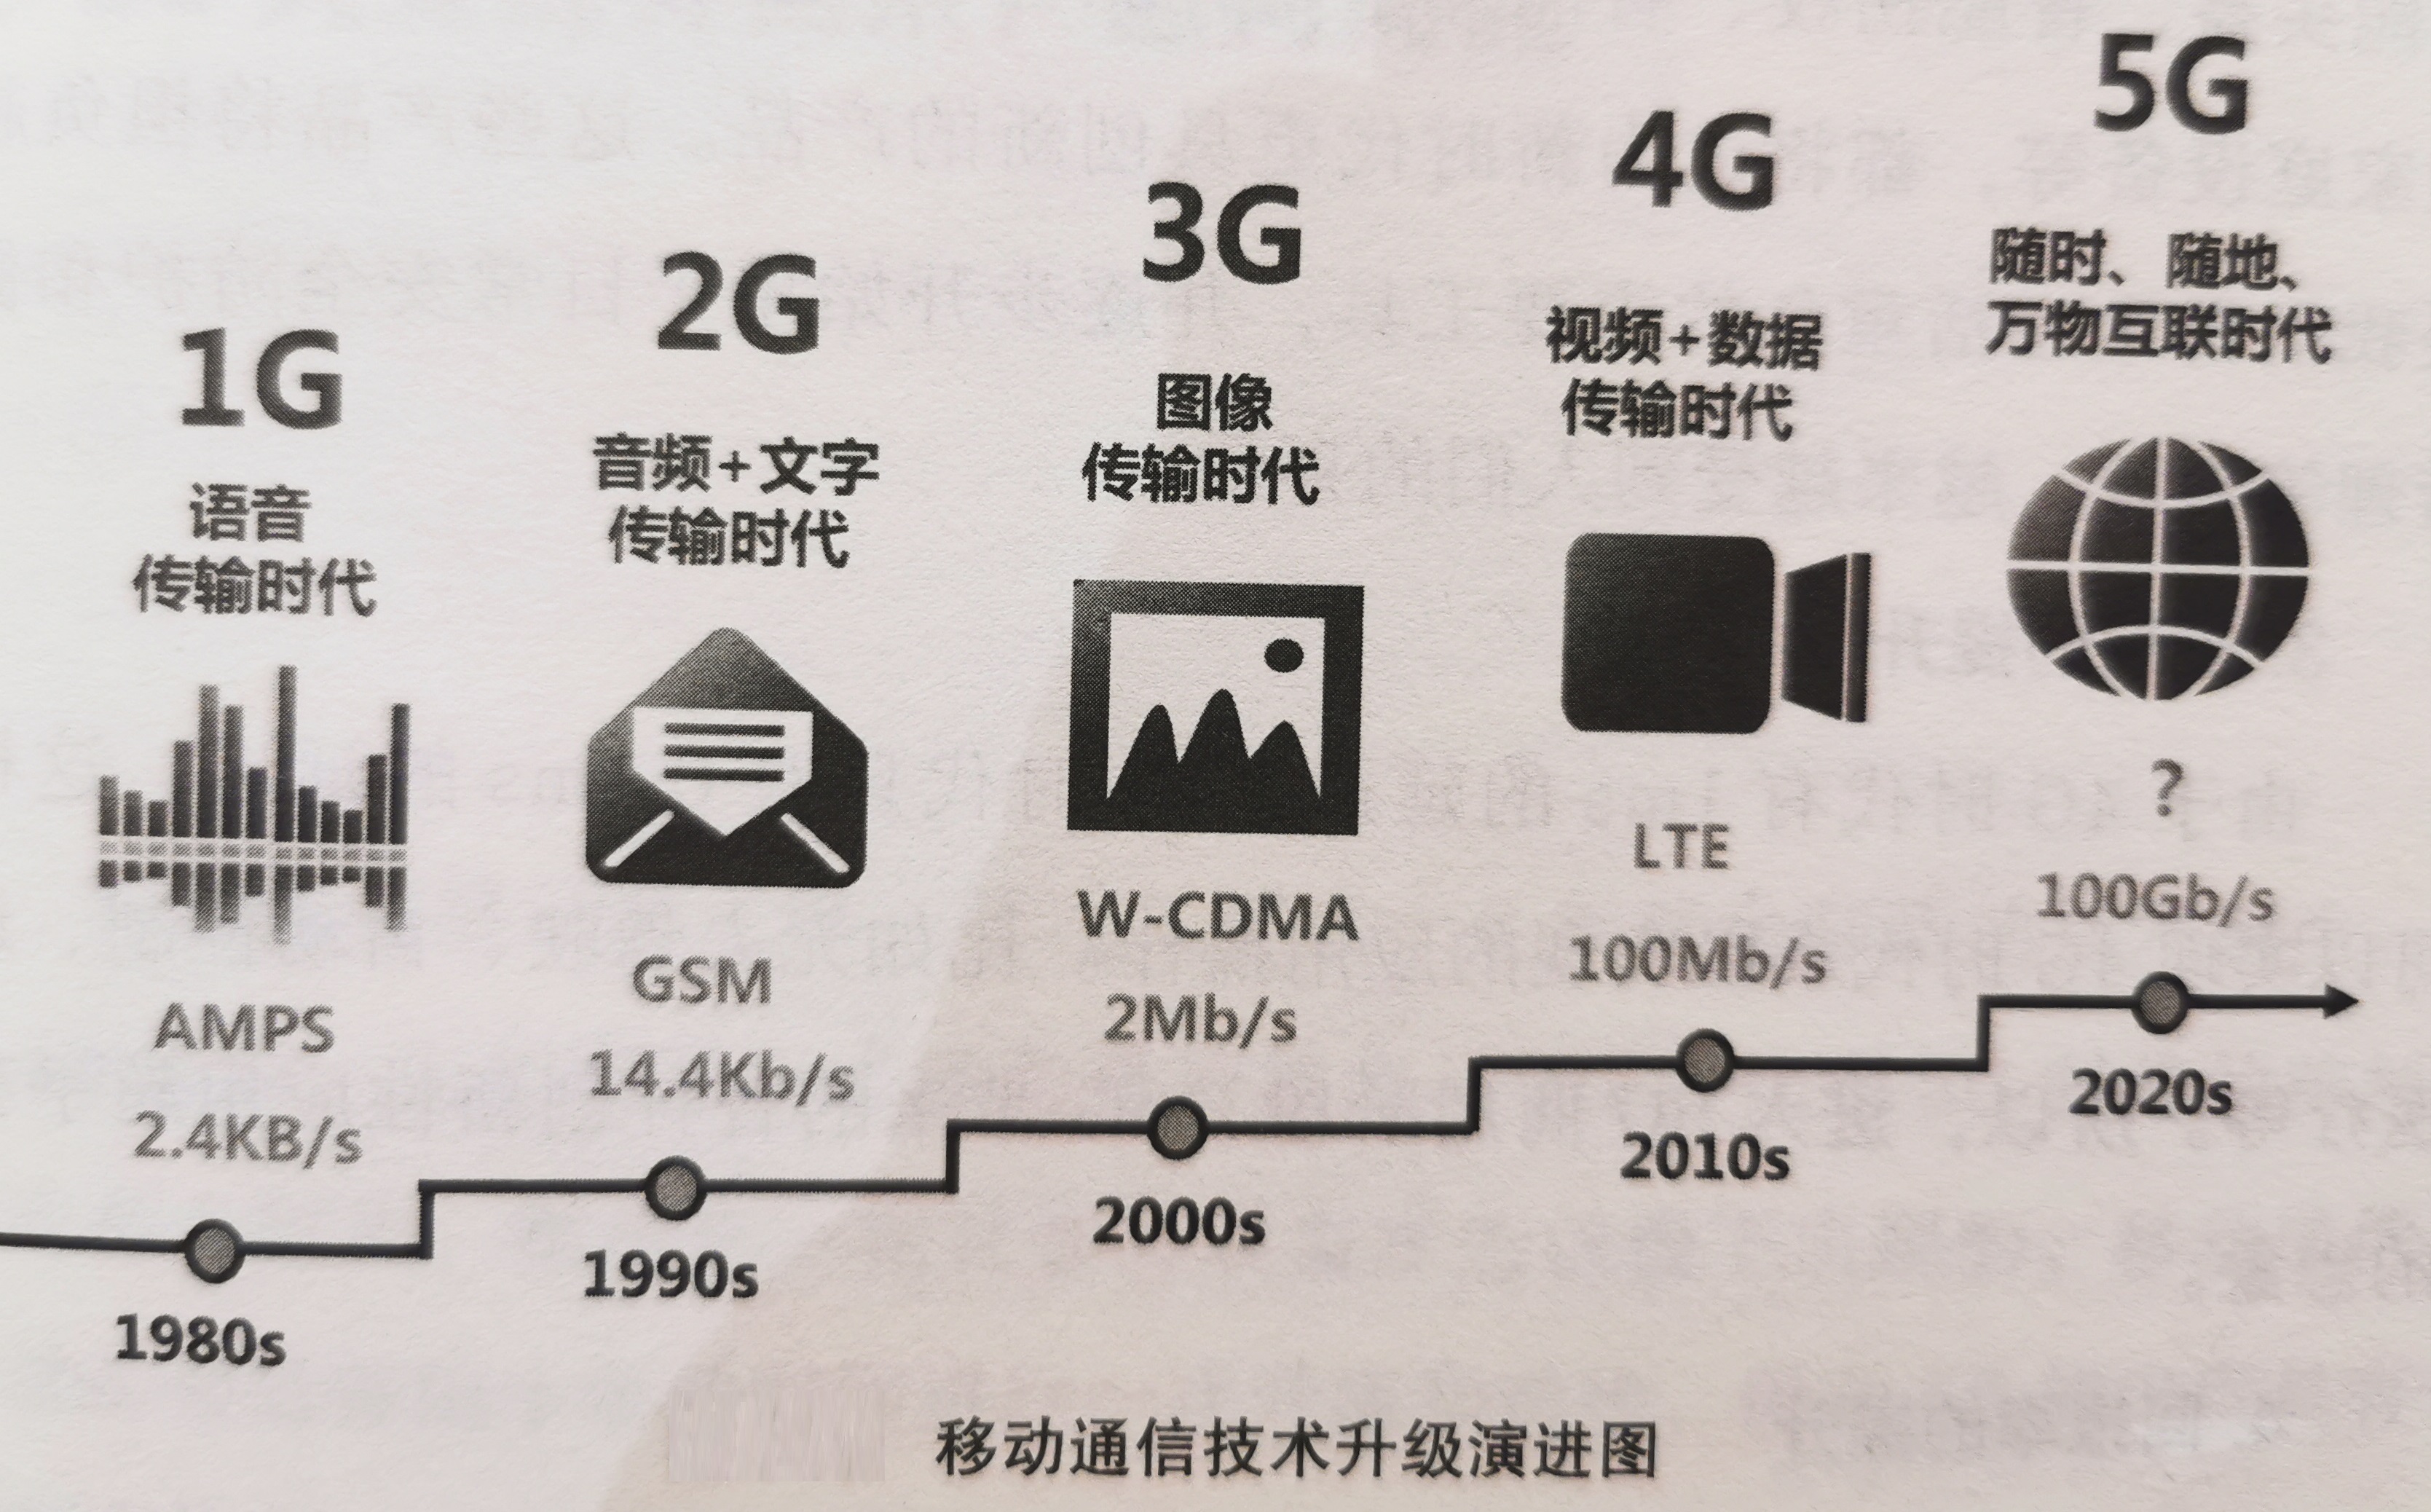 1G
语音
传输时代
AMPS
2.4KB/s
1980s
2G
音频+文字
传输时代
GSM
14.4Kb/s
1990s
3G
图像
传输时代
W-CDMA
2Mb/s
2000s
4G
视频+数据
传输时代
LTE
100Mb/s
2010s
5G
随时、随地、
万物互联时代
?
100Gb/s
2020s
移动通信技术升级演进图